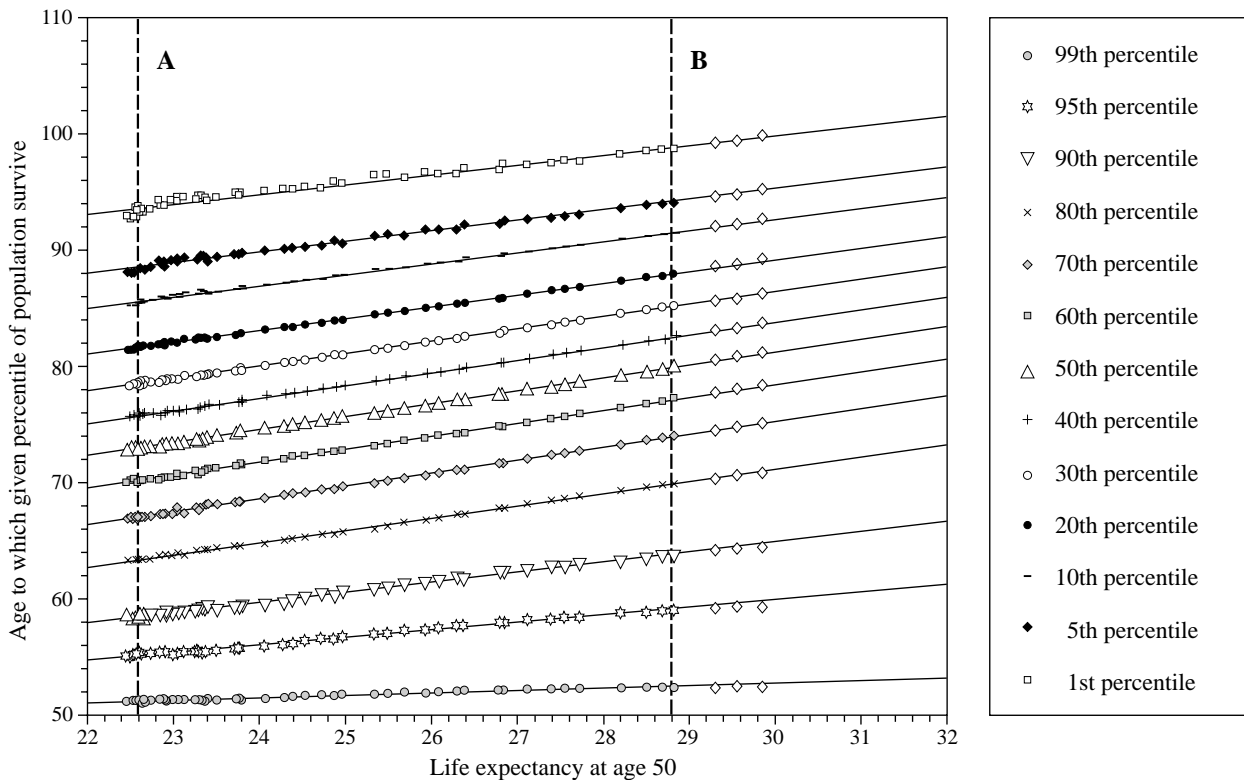 110
100
90
80
70
60
50
Age to which given percentile of population survive
A
B
22 23 24 25 26 27 28 29 30 31 32
Life expectancy at age 50
99th percentile
95th percentile
90th percentile
80th percentile
70th percentile
60th percentile
50th percentile
40th percentile
30th percentile
20th percentile
10th percentile
5th percentile
1st percentile